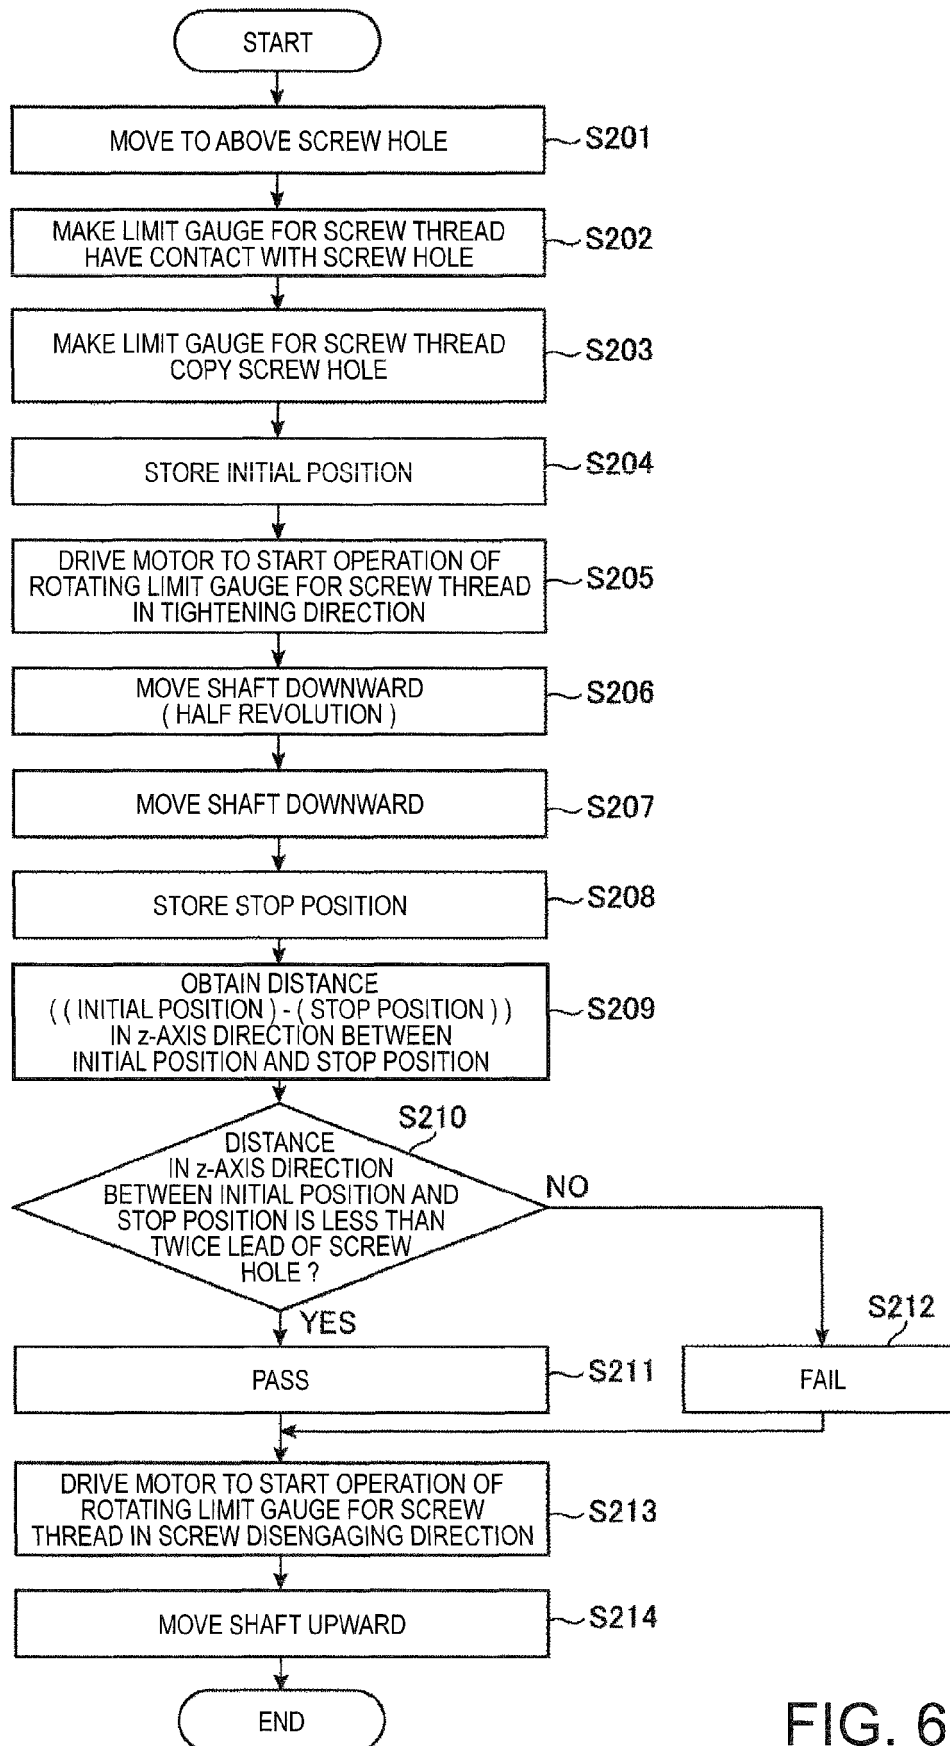 START
MOVE TO ABOVE SCREW HOLE
S201
MAKE LIMIT GAUGE FOR SCREW THREAD
HAVE CONTACT WITH SCREW HOLE
S202
MAKE LIMIT GAUGE FOR SCREW THREAD
COPY SCREW HOLE
S203
STORE INITIAL POSITION
S204
DRIVE MOTOR TO START OPERATION OF
ROTATING LIMIT GAUGE FOR SCREW THREAD
IN TIGHTENING DIRECTION
S205
MOVE SHAFT DOWNWARD
( HALF REVOLUTION )
S206
MOVE SHAFT DOWNWARD
S207
STORE STOP POSITION
S208
OBTAIN DISTANCE
( ( INITIAL POSITION ) - ( STOP POSITION ) )
IN z-AXIS DIRECTION BETWEEN
INITIAL POSITION AND STOP POSITION
S209
S210
DISTANCE
IN z-AXIS DIRECTION
BETWEEN INITIAL POSITION AND
STOP POSITION IS LESS THAN
TWICE LEAD OF SCREW
HOLE ?
NO
YES
S212
PASS
S211
FAIL
DRIVE MOTOR TO START OPERATION OF
ROTATING LIMIT GAUGE FOR SCREW
THREAD IN SCREW DISENGAGING DIRECTION
S213
MOVE SHAFT UPWARD
S214
END
FIG. 6